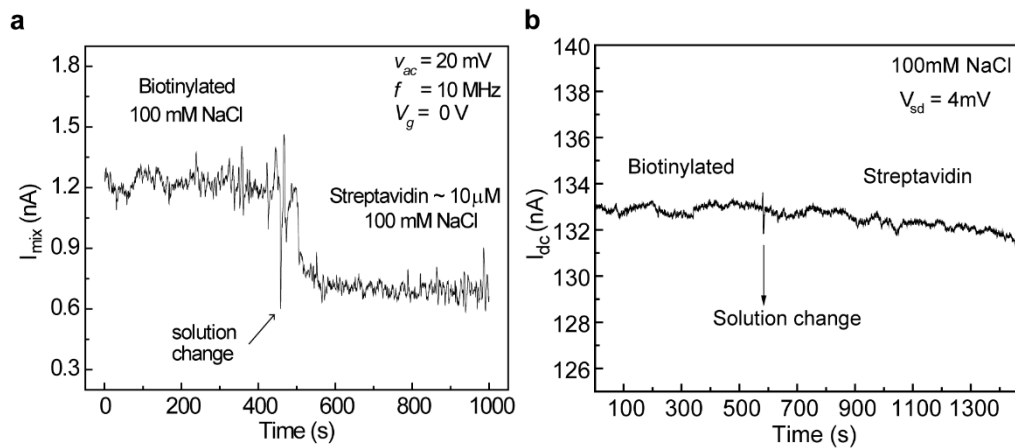 a
1.8
1.5
1.2
0.9
0.6
0.3
I_mix (nA)
Biotinylated
100 mM NaCl
v_ac = 20 mV
f = 10 MHz
V_g = 0 V
Streptavidin ~ 10μM
100 mM NaCl
solution
change
0 200 400 600 800 1000
Time (s)
b
140
138
136
134
132
130
128
126
I_dc (nA)
100mM NaCl
V_sd = 4mV
Biotinylated
Streptavidin
Solution change
100 300 500 700 900 1100 1300
Time (s)